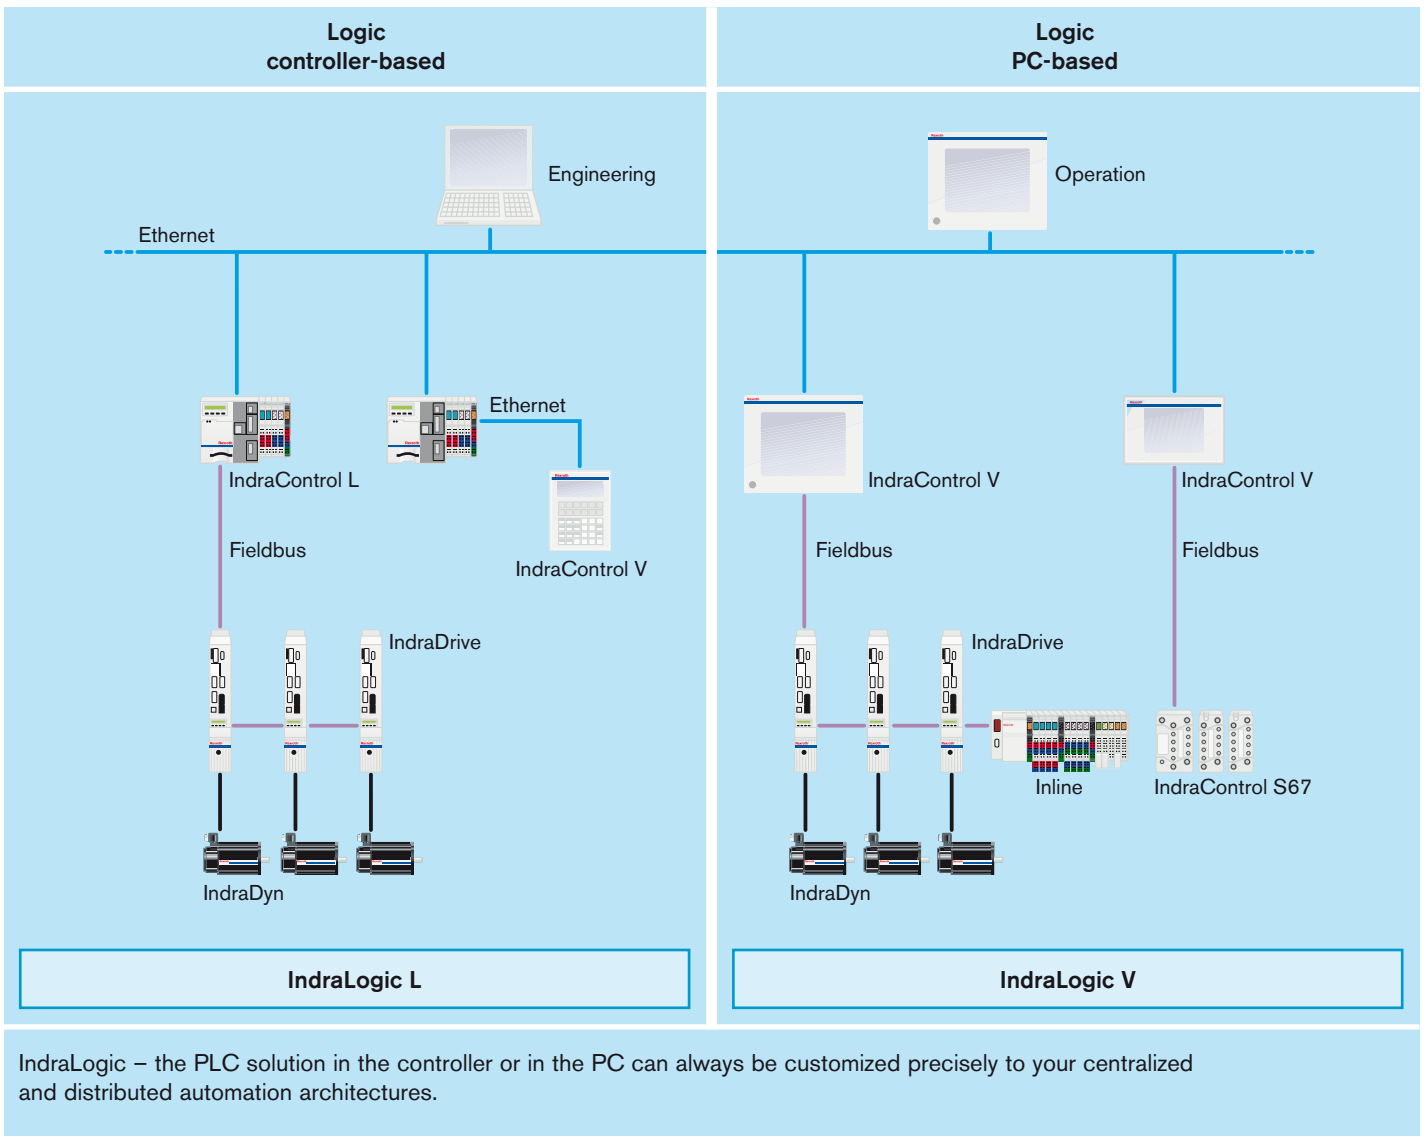 Logic
controller-based
Logic
PC-based
Engineering
Operation
Ethernet
Ethernet
IndraControl L
IndraControl V
IndraControl V
IndraControl V
Fieldbus
Fieldbus
Fieldbus
IndraDrive
IndraDrive
Inline
IndraControl S67
IndraDyn
IndraDyn
IndraLogic L
IndraLogic V
IndraLogic – the PLC solution in the controller or in the PC can always be customized precisely to your centralized
and distributed automation architectures.